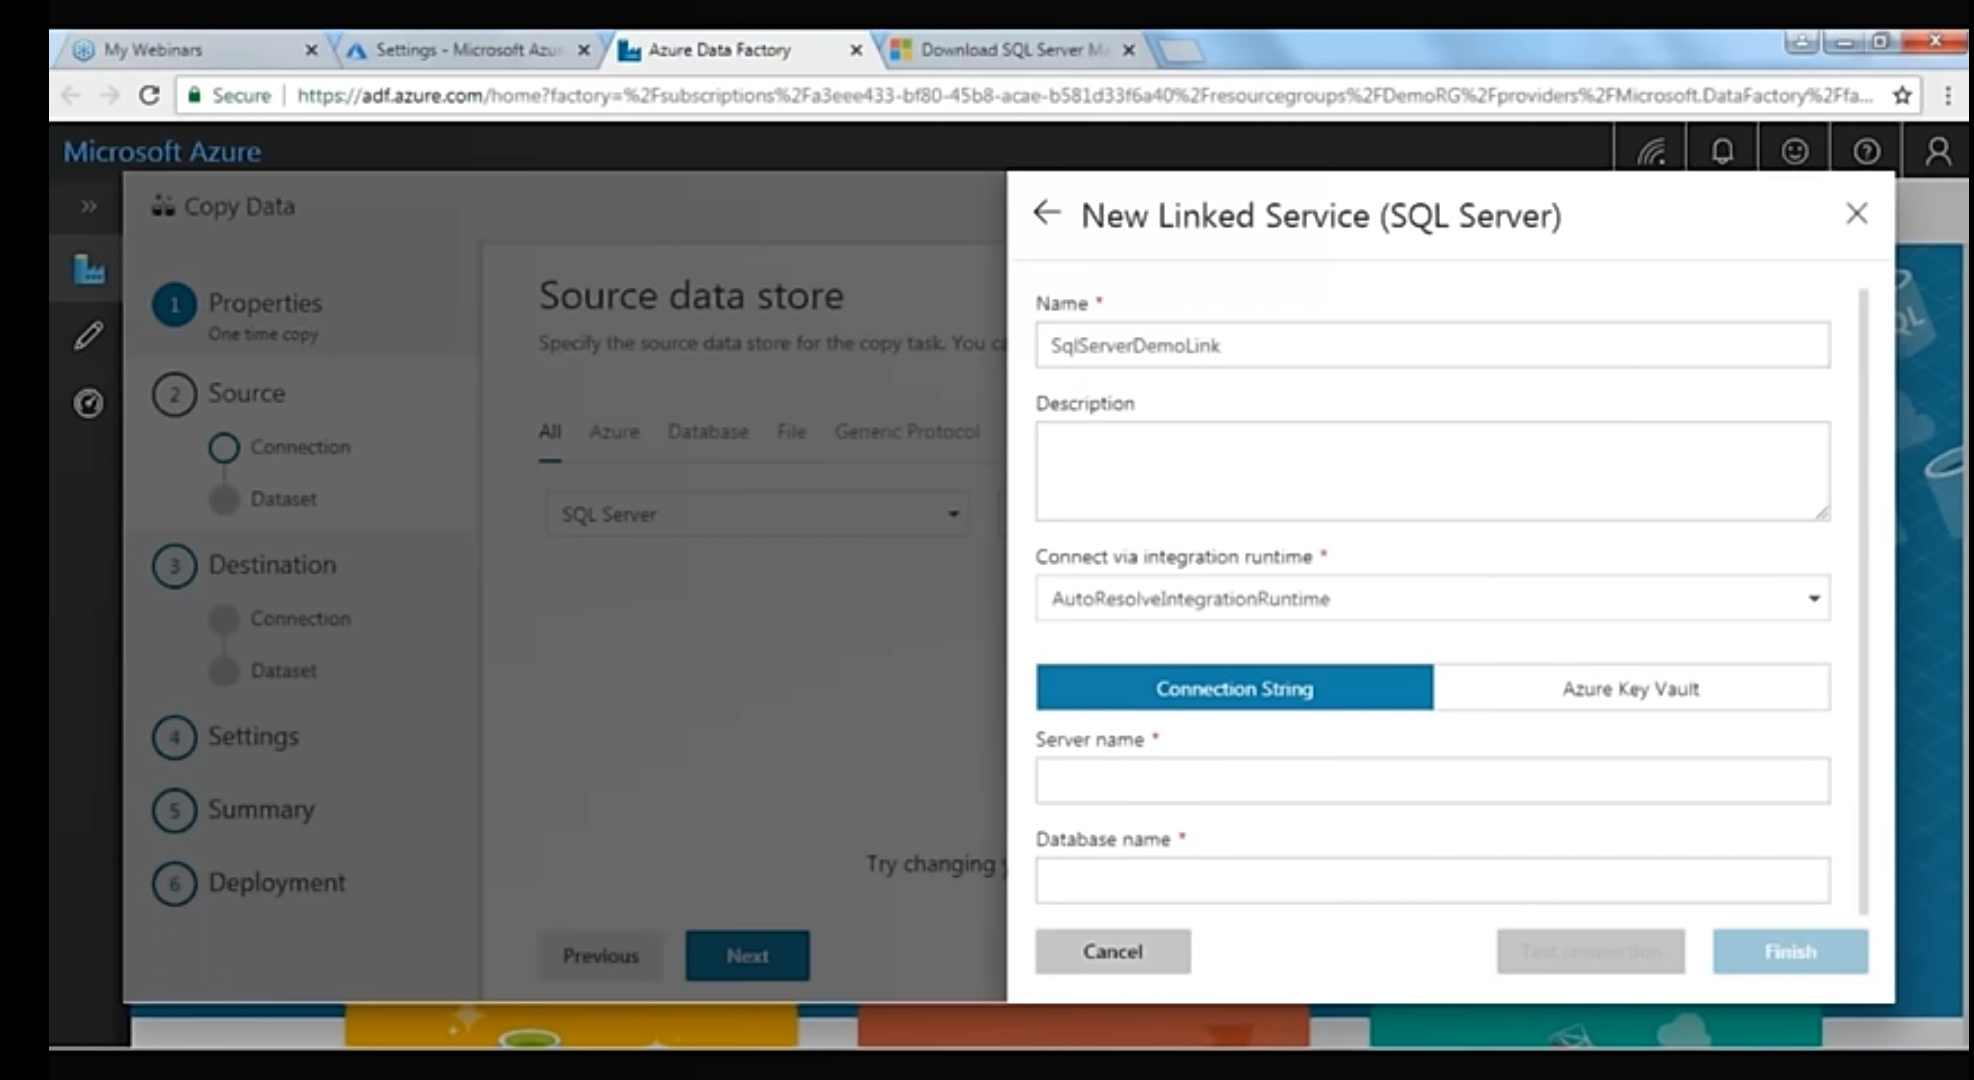 My Webinars
Settings - Microsoft Azu
Azure Data Factory
Download SQL Server M
Secure
https://adf.azure.com/home?factory=%2Fsubscriptions%2Fa3eee433-bf80-45b8-acae-b581d33f6a40%2Fresourcegroups%2FDemoRG%2Fproviders%2FMicrosoft.DataFactory%2Ffa...
Microsoft Azure
Copy Data
1 Properties
One time copy
2 Source
Connection
Dataset
3 Destination
Connection
Dataset
4 Settings
5 Summary
6 Deployment
Source data store
Specify the source data store for the copy task. You ca
All Azure Database File Generic Protocol
SQL Server
Try changing
Previous Next
New Linked Service (SQL Server)
Name *
SqlServerDemoLink
Description
Connect via integration runtime *
AutoResolveIntegrationRuntime
Connection String Azure Key Vault
Server name *
Database name *
Cancel Test connection Finish
QL